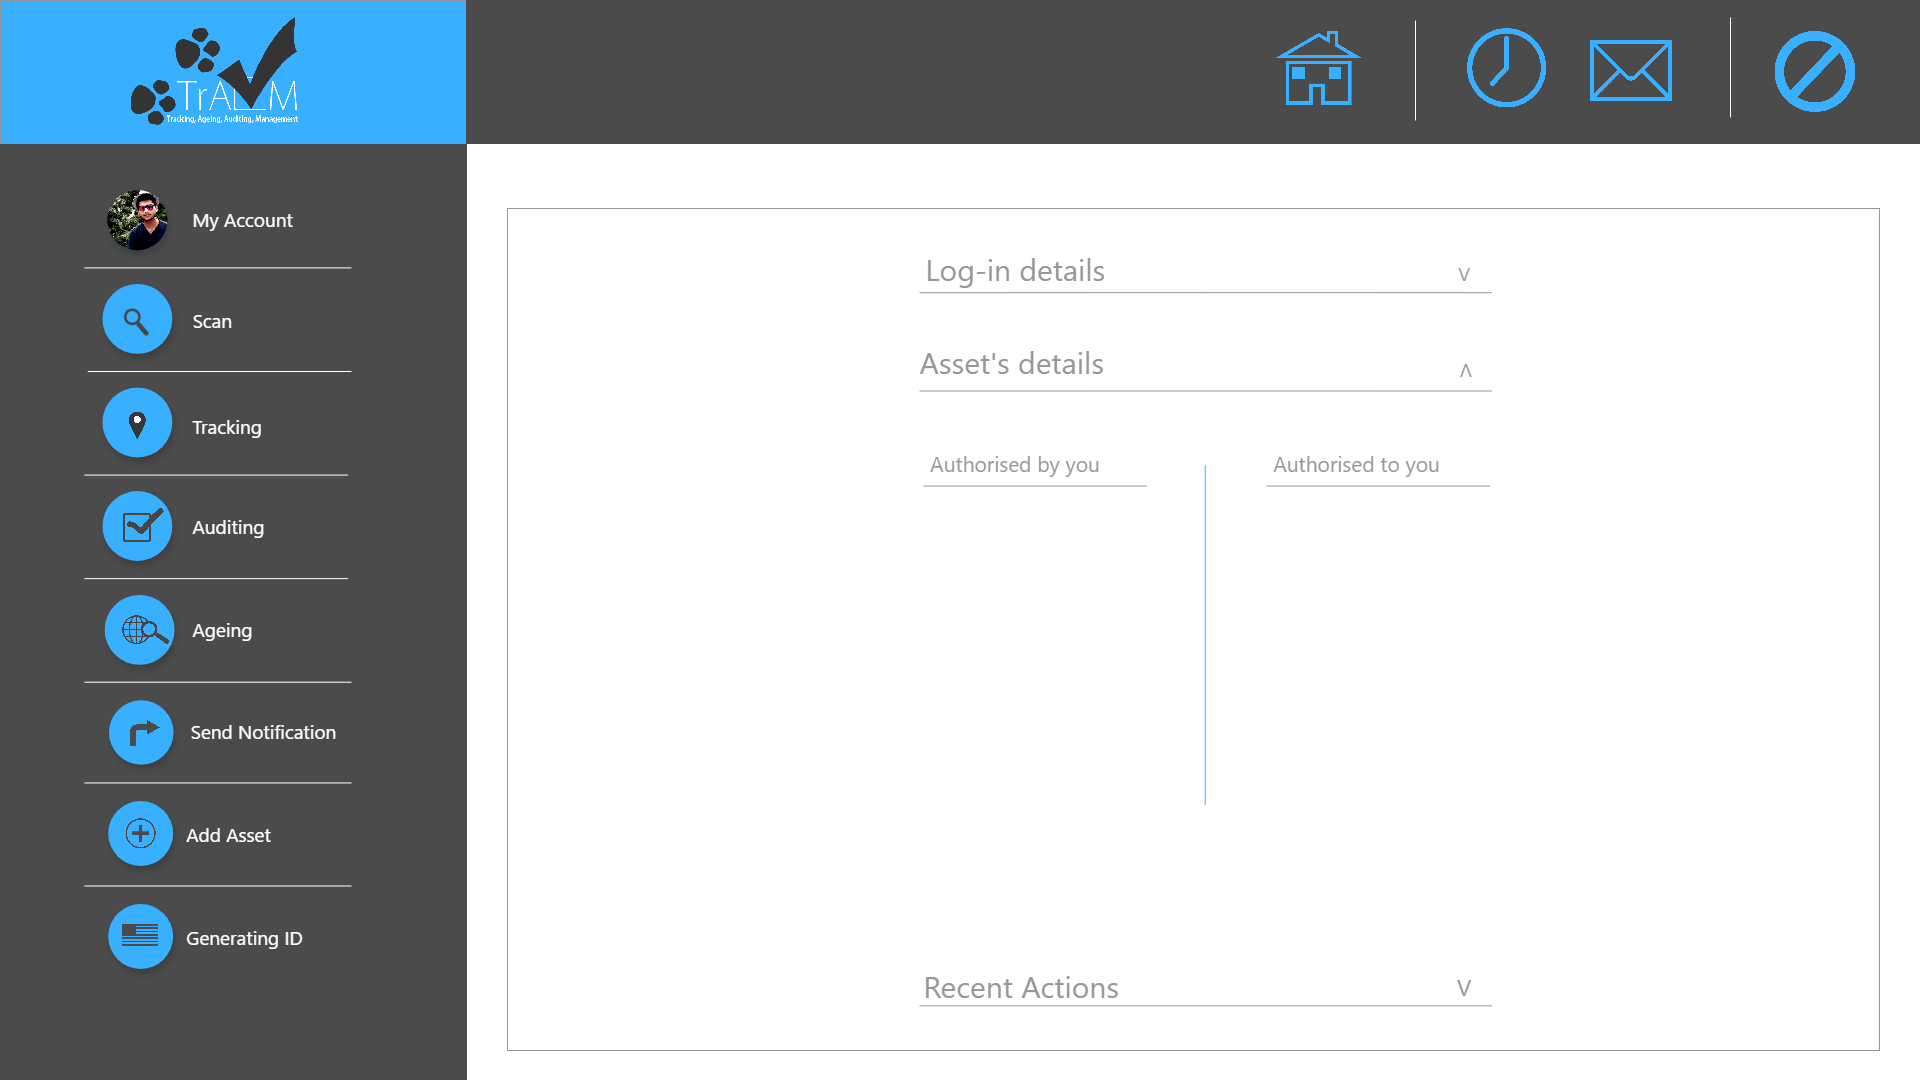 TrAAM
Tracking, Ageing, Auditing, Management
My Account
Scan
Tracking
Auditing
Ageing
Send Notification
Add Asset
Generating ID
Log-in details
V
Asset's details
Λ
Authorised by you
Authorised to you
Recent Actions
V